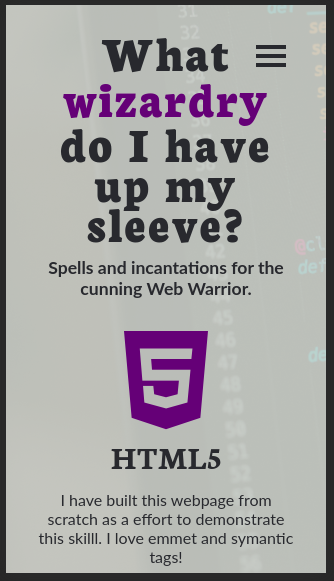 What
wizardry
do I have
up my
sleeve?
Spells and incantations for the
cunning Web Warrior.
HTML5
I have built this webpage from
scratch as a effort to demonstrate
this skilll. I love emmet and symantic
tags!